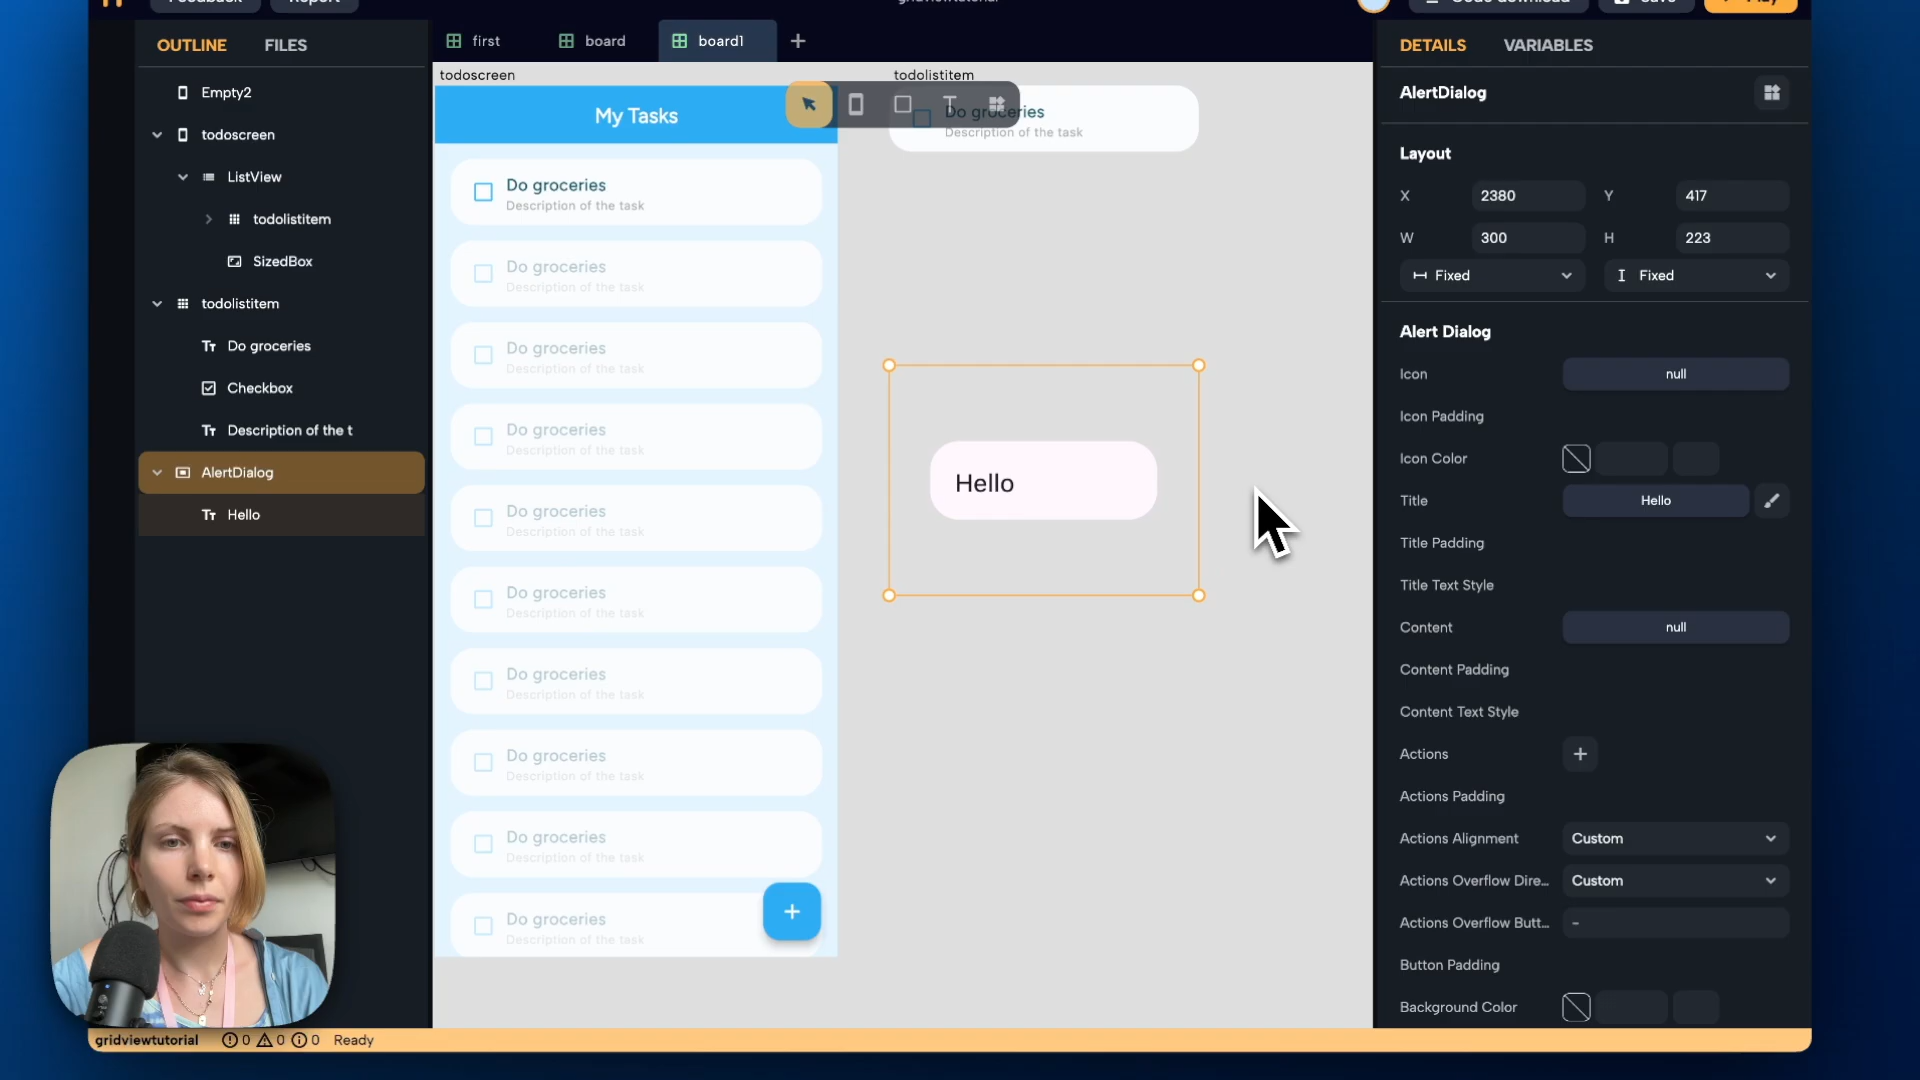 Feedback
Report
gridviewtutorial
Code download
Save
Play
OUTLINE
FILES
first
board
board1
DETAILS
VARIABLES
Empty2
todoscreen
ListView
todolistitem
SizedBox
todolistitem
Do groceries
Checkbox
Description of the t
AlertDialog
Hello
todoscreen
My Tasks
Do groceries
Description of the task
Do groceries
Description of the task
Do groceries
Description of the task
Do groceries
Description of the task
Do groceries
Description of the task
Do groceries
Description of the task
Do groceries
Description of the task
Do groceries
Description of the task
Do groceries
Description of the task
Do groceries
Description of the task
todolistitem
Do groceries
Description of the task
Hello
AlertDialog
Layout
X 2380 Y 417
W 300 H 223
Fixed Fixed
Alert Dialog
Icon null
Icon Padding
Icon Color
Title Hello
Title Padding
Title Text Style
Content null
Content Padding
Content Text Style
Actions
Actions Padding
Actions Alignment Custom
Actions Overflow Dire... Custom
Actions Overflow Butt... -
Button Padding
Background Color
gridviewtutorial 0 0 0 Ready